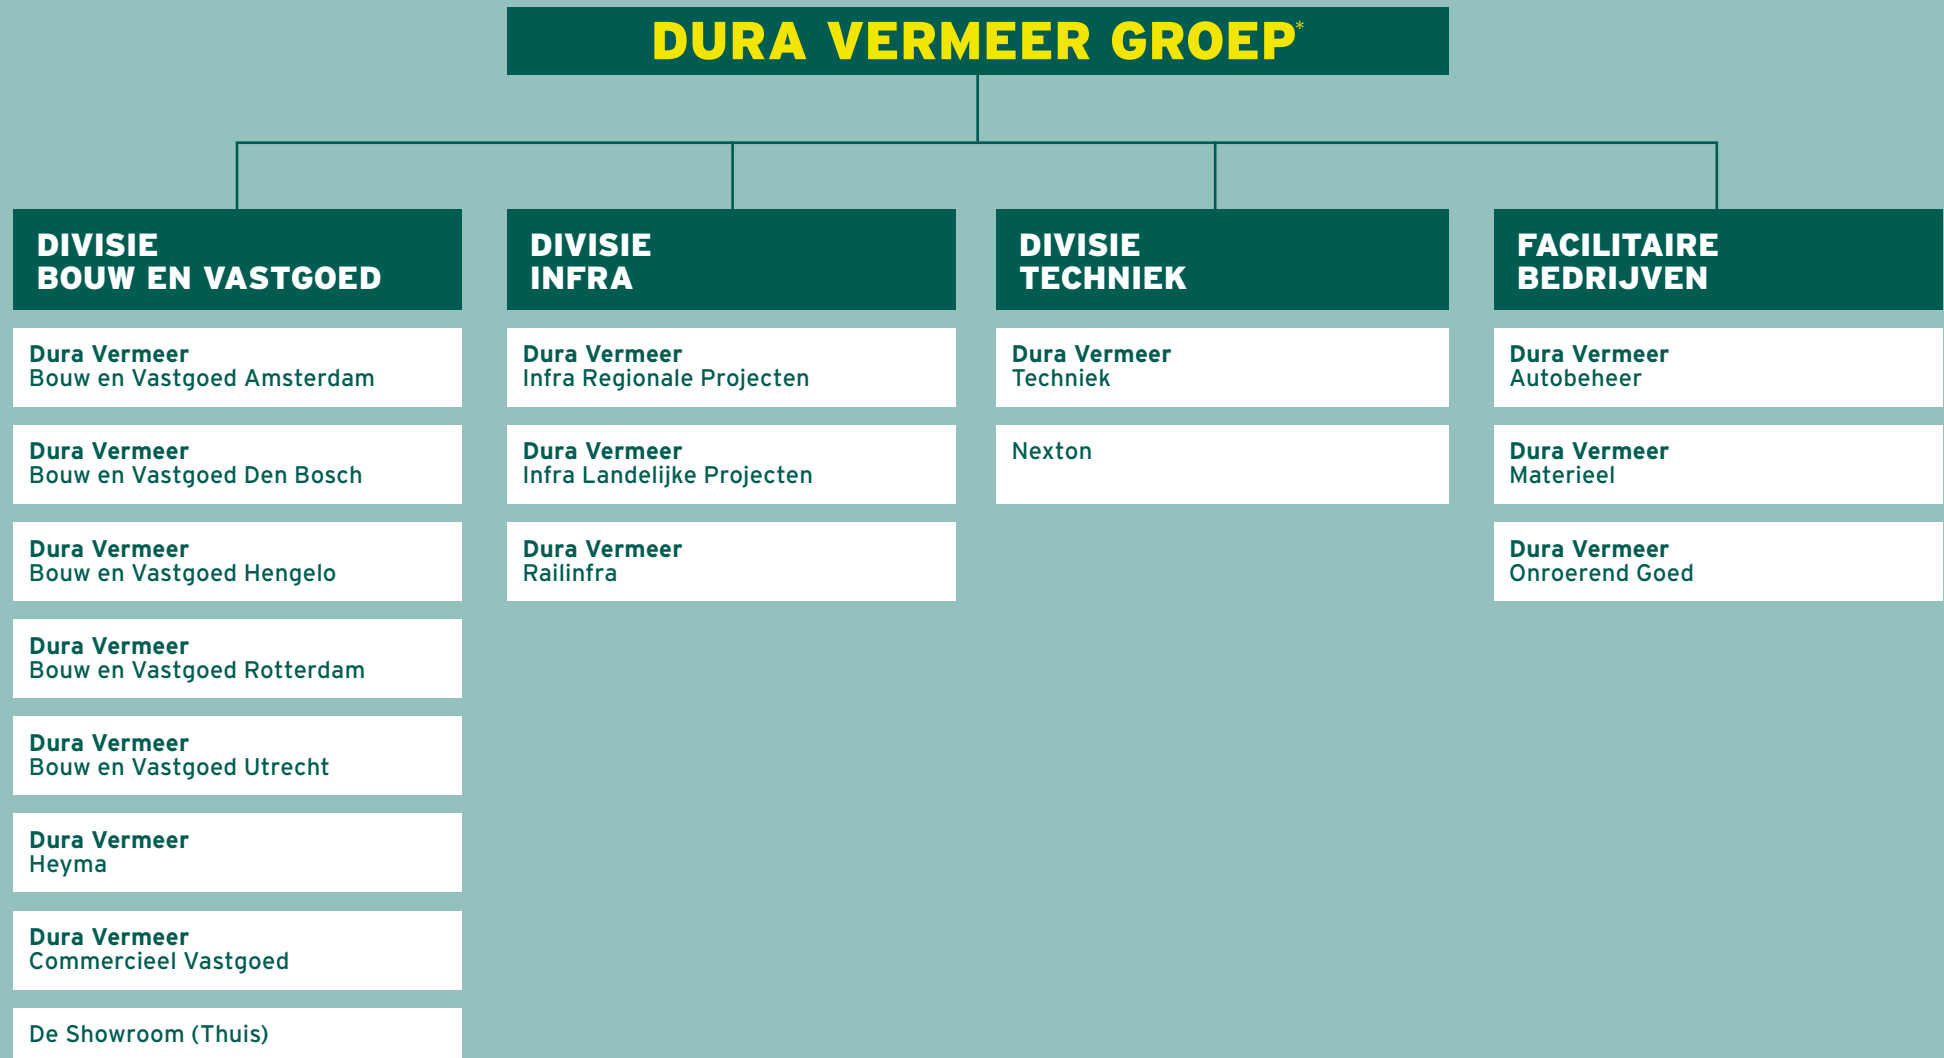 DURA VERMEER GROEP*
DIVISIE
BOUW EN VASTGOED
Dura Vermeer
Bouw en Vastgoed Amsterdam
Dura Vermeer
Bouw en Vastgoed Den Bosch
Dura Vermeer
Bouw en Vastgoed Hengelo
Dura Vermeer
Bouw en Vastgoed Rotterdam
Dura Vermeer
Bouw en Vastgoed Utrecht
Dura Vermeer
Heyma
Dura Vermeer
Commercieel Vastgoed
De Showroom (Thuis)
DIVISIE
INFRA
Dura Vermeer
Infra Regionale Projecten
Dura Vermeer
Infra Landelijke Projecten
Dura Vermeer
Railinfra
DIVISIE
TECHNIEK
Dura Vermeer
Techniek
Nexton
FACILITAIRE
BEDRIJVEN
Dura Vermeer
Autobeheer
Dura Vermeer
Materieel
Dura Vermeer
Onroerend Goed